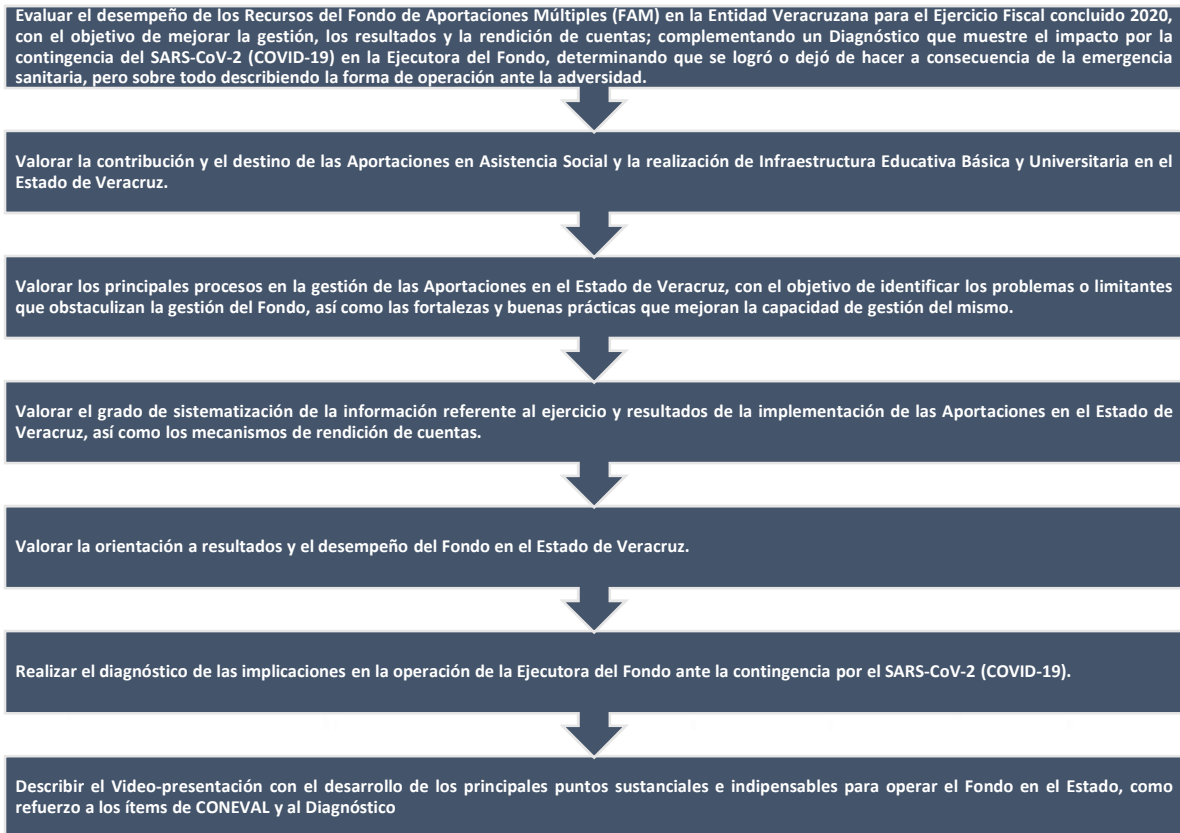 Evaluar el desempeño de los Recursos del Fondo de Aportaciones Múltiples (FAM) en la Entidad Veracruzana para el Ejercicio Fiscal concluido 2020,
con el objetivo de mejorar la gestión, los resultados y la rendición de cuentas; complementando un Diagnóstico que muestre el impacto por la
contingencia del SARS-CoV-2 (COVID-19) en la Ejecutora del Fondo, determinando que se logró o dejó de hacer a consecuencia de la emergencia
sanitaria, pero sobre todo describiendo la forma de operación ante la adversidad.
Valorar la contribución y el destino de las Aportaciones en Asistencia Social y la realización de Infraestructura Educativa Básica y Universitaria en el
Estado de Veracruz.
Valorar los principales procesos en la gestión de las Aportaciones en el Estado de Veracruz, con el objetivo de identificar los problemas o limitantes
que obstaculizan la gestión del Fondo, así como las fortalezas y buenas prácticas que mejoran la capacidad de gestión del mismo.
Valorar el grado de sistematización de la información referente al ejercicio y resultados de la implementación de las Aportaciones en el Estado de
Veracruz, así como los mecanismos de rendición de cuentas.
Valorar la orientación a resultados y el desempeño del Fondo en el Estado de Veracruz.
Realizar el diagnóstico de las implicaciones en la operación de la Ejecutora del Fondo ante la contingencia por el SARS-CoV-2 (COVID-19).
Describir el Video-presentación con el desarrollo de los principales puntos sustanciales e indispensables para operar el Fondo en el Estado, como
refuerzo a los ítems de CONEVAL y al Diagnóstico